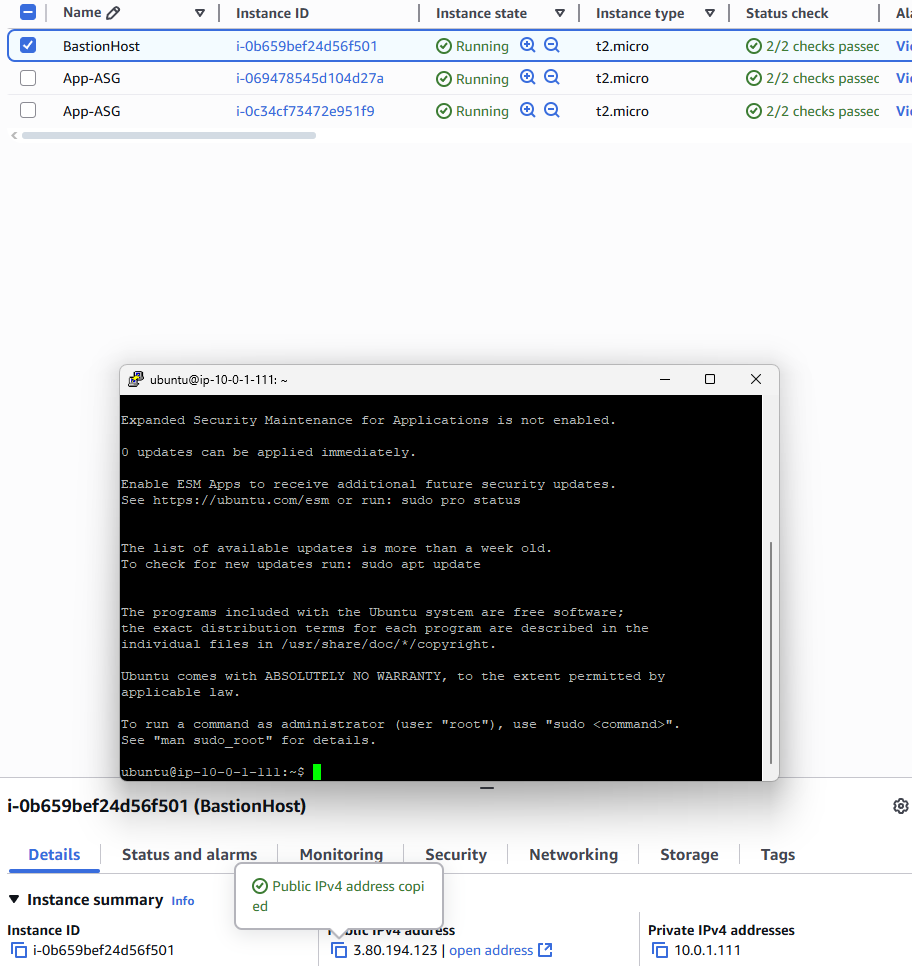 Name Instance ID Instance state Instance type Status check Ala
BastionHost i-0b659bef24d56f501 Running t2.micro 2/2 checks passed Vie
App-ASG i-069478545d104d27a Running t2.micro 2/2 checks passed Vie
App-ASG i-0c34cf73472e951f9 Running t2.micro 2/2 checks passed Vie
ubuntu@ip-10-0-1-111: ~
Expanded Security Maintenance for Applications is not enabled.
0 updates can be applied immediately.
Enable ESM Apps to receive additional future security updates.
See https://ubuntu.com/esm or run: sudo pro status
The list of available updates is more than a week old.
To check for new updates run: sudo apt update
The programs included with the Ubuntu system are free software;
the exact distribution terms for each program are described in the
individual files in /usr/share/doc/*/copyright.
Ubuntu comes with ABSOLUTELY NO WARRANTY, to the extent permitted by
applicable law.
To run a command as administrator (user "root"), use "sudo <command>".
See "man sudo_root" for details.
ubuntu@ip-10-0-1-111:~$
i-0b659bef24d56f501 (BastionHost)
Details Status and alarms Monitoring Security Networking Storage Tags
Public IPv4 address copi
ed
Instance summary Info
Instance ID Public IPv4 address Private IPv4 addresses
i-0b659bef24d56f501 3.80.194.123 | open address 10.0.1.111